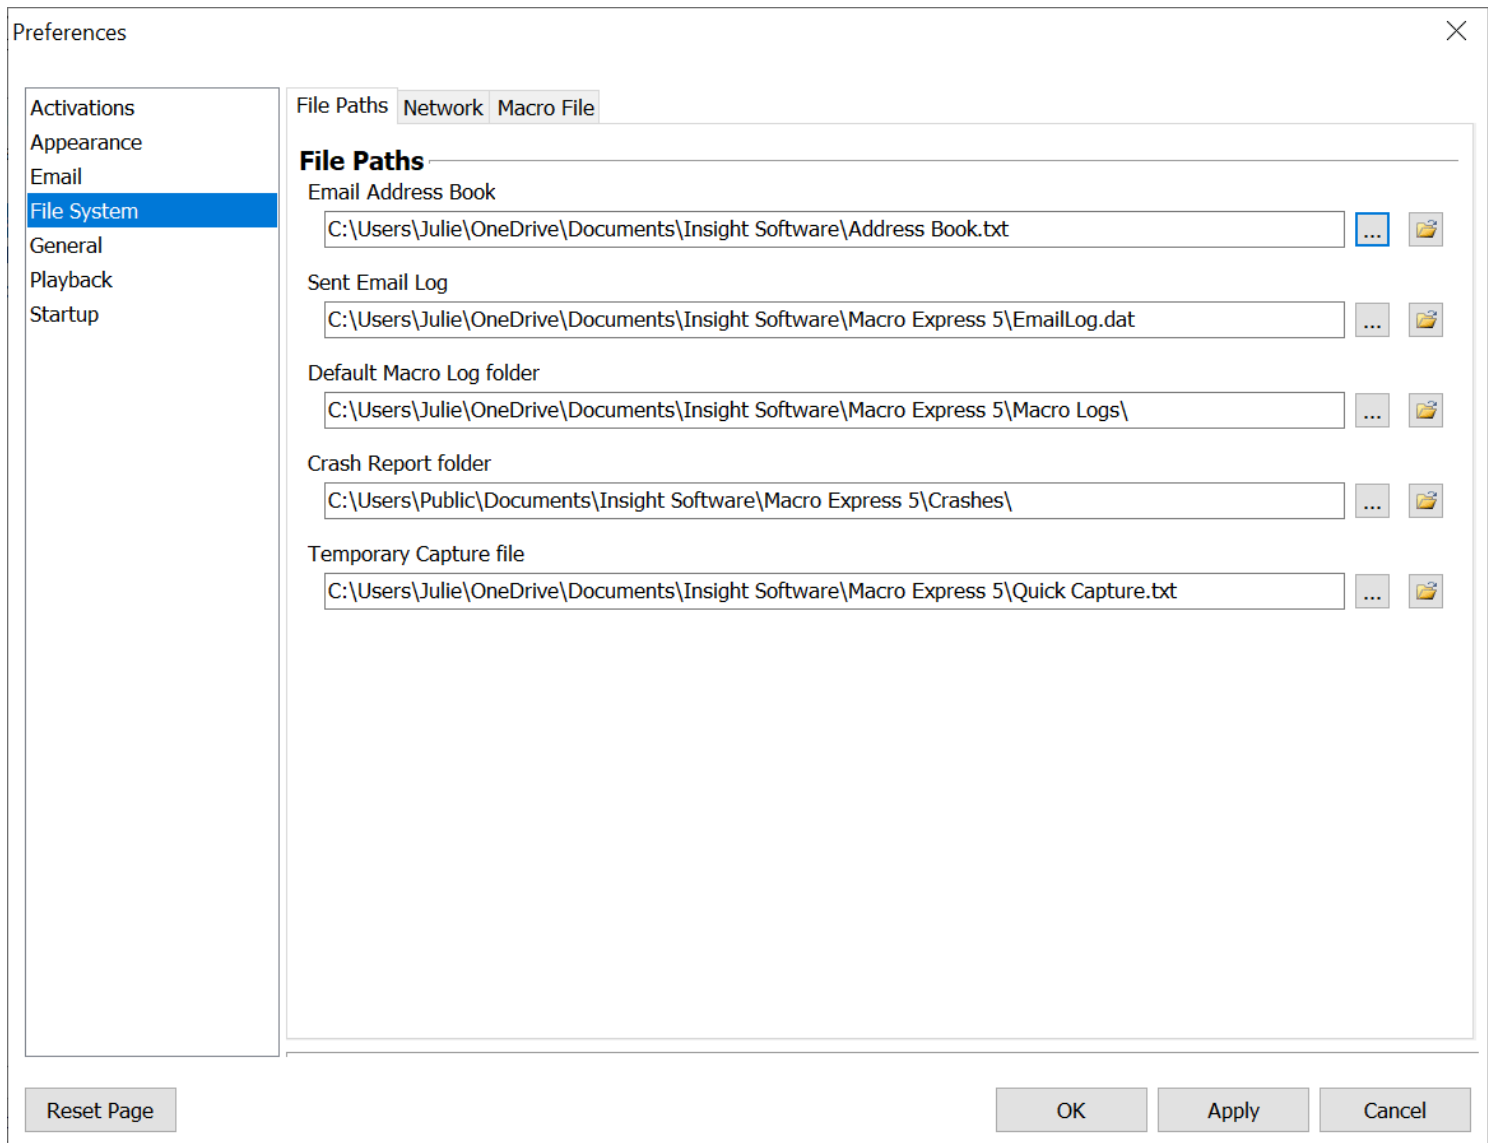 Preferences
Activations
Appearance
Email
File System
General
Playback
Startup
File Paths Network Macro File
File Paths
Email Address Book
C:\Users\Julie\OneDrive\Documents\Insight Software\Address Book.txt ...
Sent Email Log
C:\Users\Julie\OneDrive\Documents\Insight Software\Macro Express 5\EmailLog.dat ...
Default Macro Log folder
C:\Users\Julie\OneDrive\Documents\Insight Software\Macro Express 5\Macro Logs\ ...
Crash Report folder
C:\Users\Public\Documents\Insight Software\Macro Express 5\Crashes\ ...
Temporary Capture file
C:\Users\Julie\OneDrive\Documents\Insight Software\Macro Express 5\Quick Capture.txt ...
Reset Page OK Apply Cancel